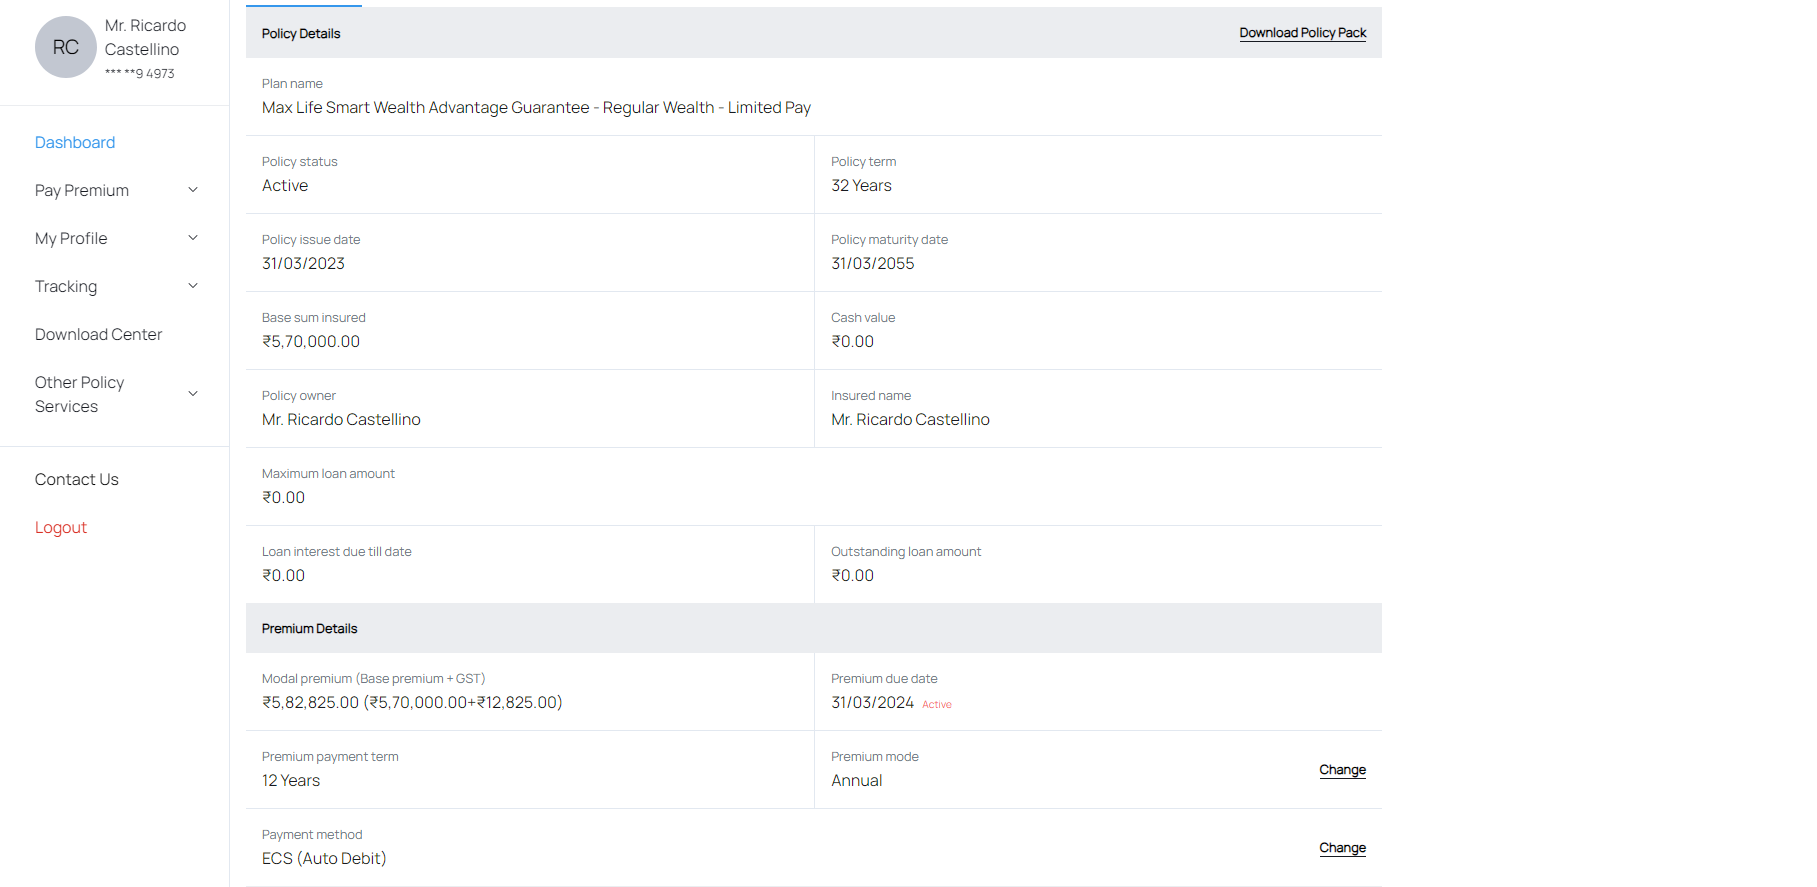 RC
Mr. Ricardo
Castellino
*** **9 4973
Dashboard
Pay Premium
My Profile
Tracking
Download Center
Other Policy
Services
Contact Us
Logout
Policy Details
Download Policy Pack
Plan name
Max Life Smart Wealth Advantage Guarantee - Regular Wealth - Limited Pay
Policy status
Active
Policy term
32 Years
Policy issue date
31/03/2023
Policy maturity date
31/03/2055
Base sum insured
₹5,70,000.00
Cash value
₹0.00
Policy owner
Mr. Ricardo Castellino
Insured name
Mr. Ricardo Castellino
Maximum loan amount
₹0.00
Loan interest due till date
₹0.00
Outstanding loan amount
₹0.00
Premium Details
Modal premium (Base premium + GST)
₹5,82,825.00 (₹5,70,000.00+₹12,825.00)
Premium due date
31/03/2024 Active
Premium payment term
12 Years
Premium mode
Annual
Change
Payment method
ECS (Auto Debit)
Change